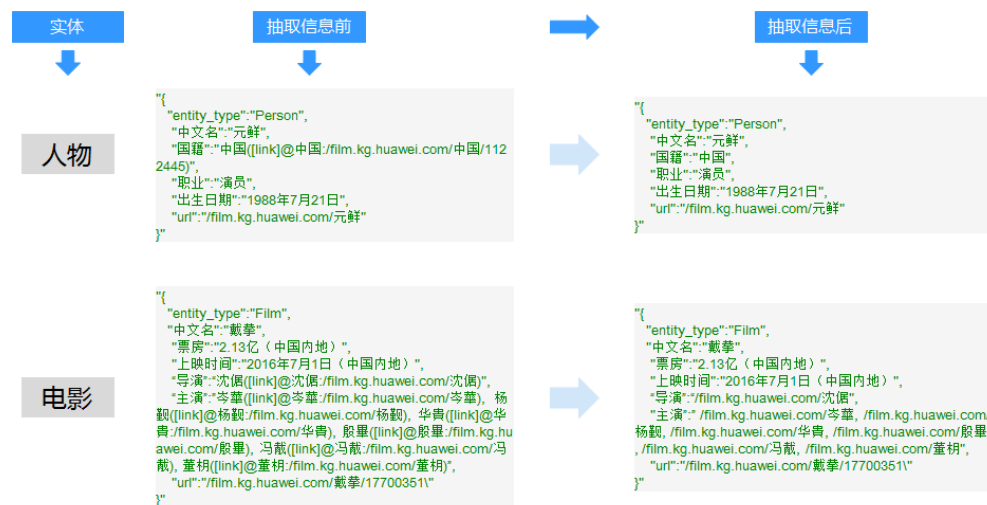 实体
抽取信息前
抽取信息后
人物
"{
"entity_type":"Person",
"中文名":"元鲜",
"国籍":"中国([link]@中国:/film.kg.huawei.com/中国/112
2445)",
"职业":"演员",
"出生日期":"1988年7月21日",
"url":"/film.kg.huawei.com/元鲜"
}"
"{
"entity_type":"Person",
"中文名":"元鲜",
"国籍":"中国",
"职业":"演员",
"出生日期":"1988年7月21日",
"url":"/film.kg.huawei.com/元鲜"
}"
电影
"{
"entity_type":"Film",
"中文名":"戴拳",
"票房":"2.13亿（中国内地）",
"上映时间":"2016年7月1日（中国内地）",
"导演":"沈倨([link]@沈倨:/film.kg.huawei.com/沈倨)",
"主演":"岑華([link]@岑華:/film.kg.huawei.com/岑華), 杨
觐([link]@杨觐:/film.kg.huawei.com/杨觐), 华貴([link]@华
貴:/film.kg.huawei.com/华貴), 殷畢([link]@殷畢:/film.kg.hu
awei.com/殷畢), 冯戴([link]@冯戴:/film.kg.huawei.com/冯
戴), 董枂([link]@董枂:/film.kg.huawei.com/董枂)",
"url":"/film.kg.huawei.com/戴拳/17700351\"
}"
"{
"entity_type":"Film",
"中文名":"戴拳",
"票房":"2.13亿（中国内地）",
"上映时间":"2016年7月1日（中国内地）",
"导演":"/film.kg.huawei.com/沈倨",
"主演":" /film.kg.huawei.com/岑華, /film.kg.huawei.com/
杨觐, /film.kg.huawei.com/华貴, /film.kg.huawei.com/殷畢
, /film.kg.huawei.com/冯戴, /film.kg.huawei.com/董枂",
"url":"/film.kg.huawei.com/戴拳/17700351\"
}"